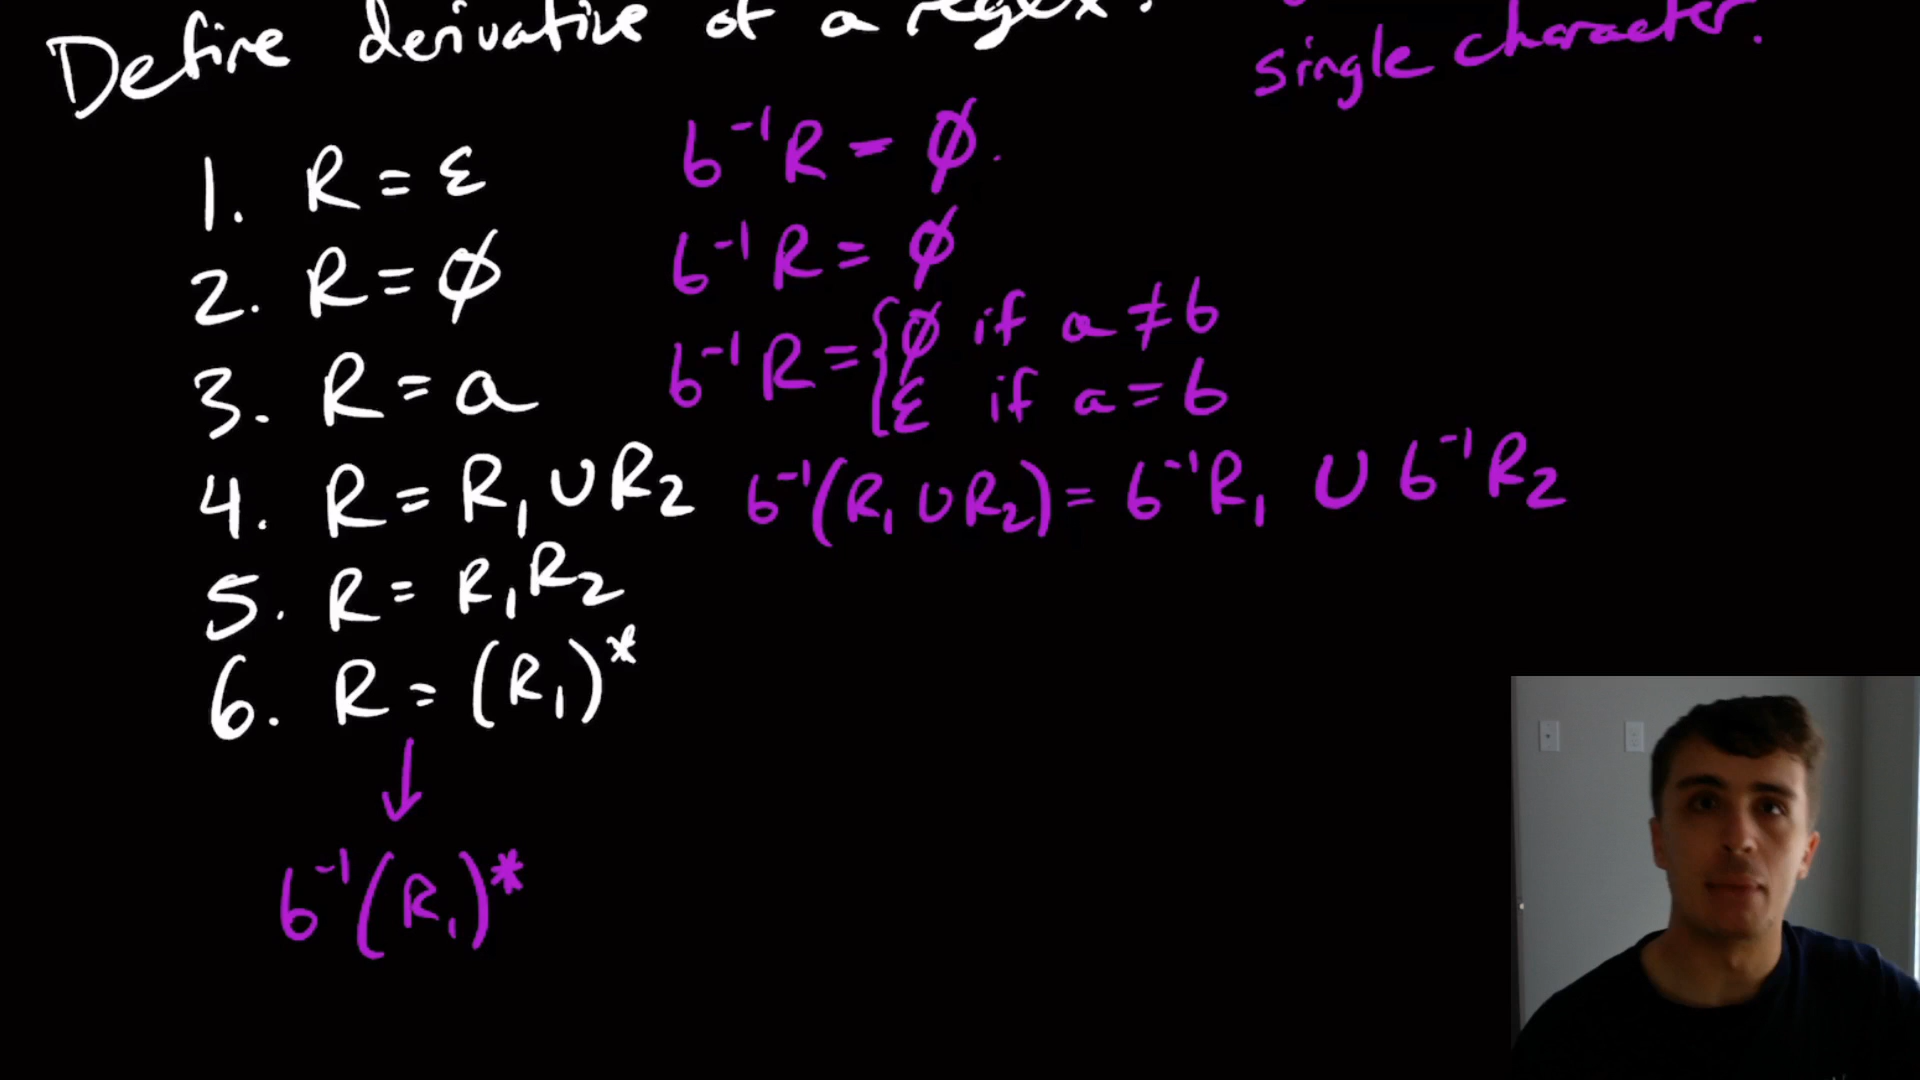 Define derivative of a regex.
single character.
1. R = ε b⁻¹R = ∅.
2. R = ∅ b⁻¹R = ∅
3. R = a b⁻¹R = { ∅ if a ≠ b
ε if a = b
4. R = R₁ ∪ R₂ b⁻¹(R₁ ∪ R₂) = b⁻¹R₁ ∪ b⁻¹R₂
5. R = R₁R₂
6. R = (R₁)*
↓
b⁻¹(R₁)*